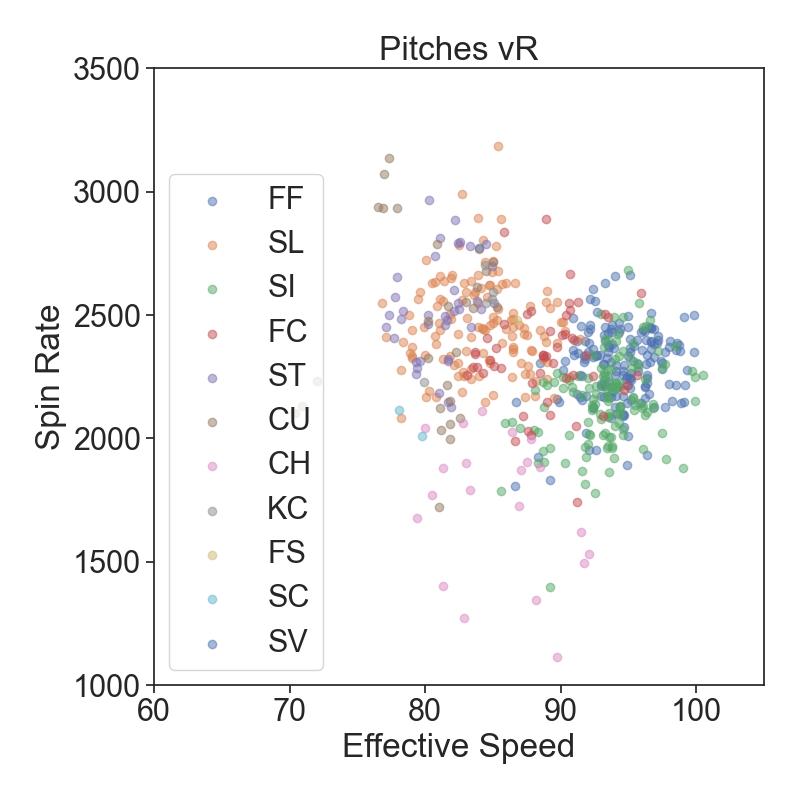 Pitches vR
3500
3000
2500
2000
1500
1000
Spin Rate
FF
SL
SI
FC
ST
CU
CH
KC
FS
SC
SV
60 70 80 90 100
Effective Speed